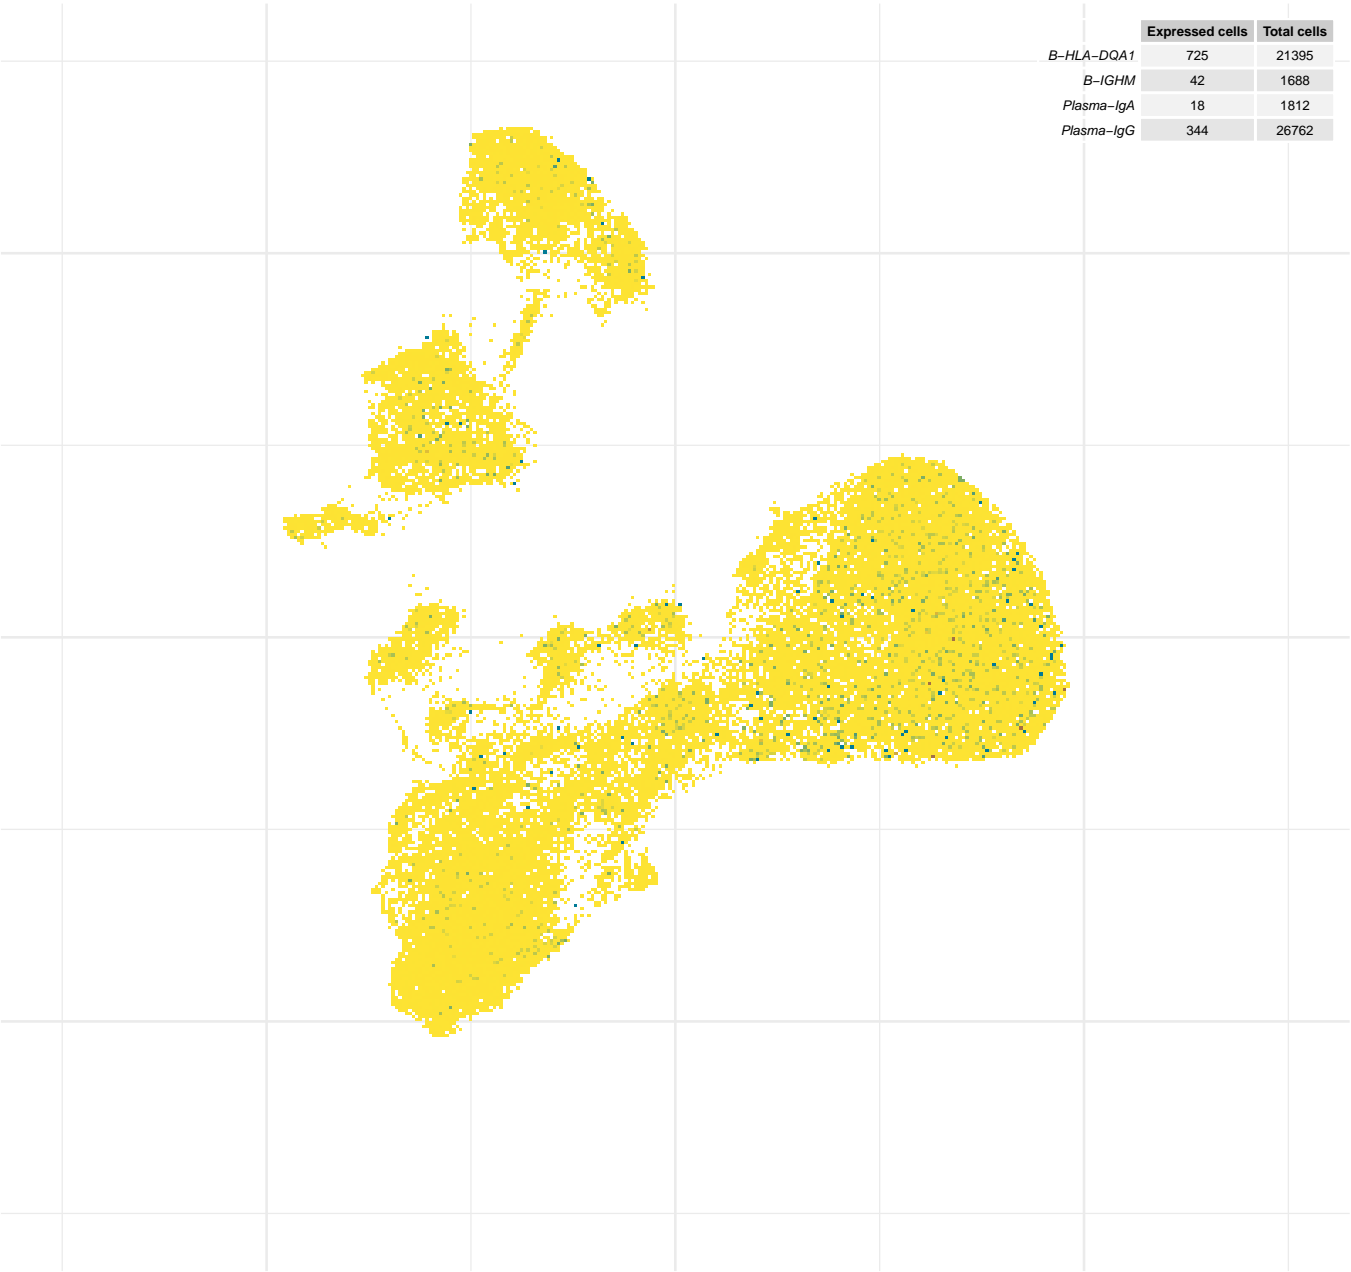 Expressed cells Total cells
B−HLA−DQA1 725 21395
B−IGHM 42 1688
Plasma−IgA 18 1812
Plasma−IgG 344 26762